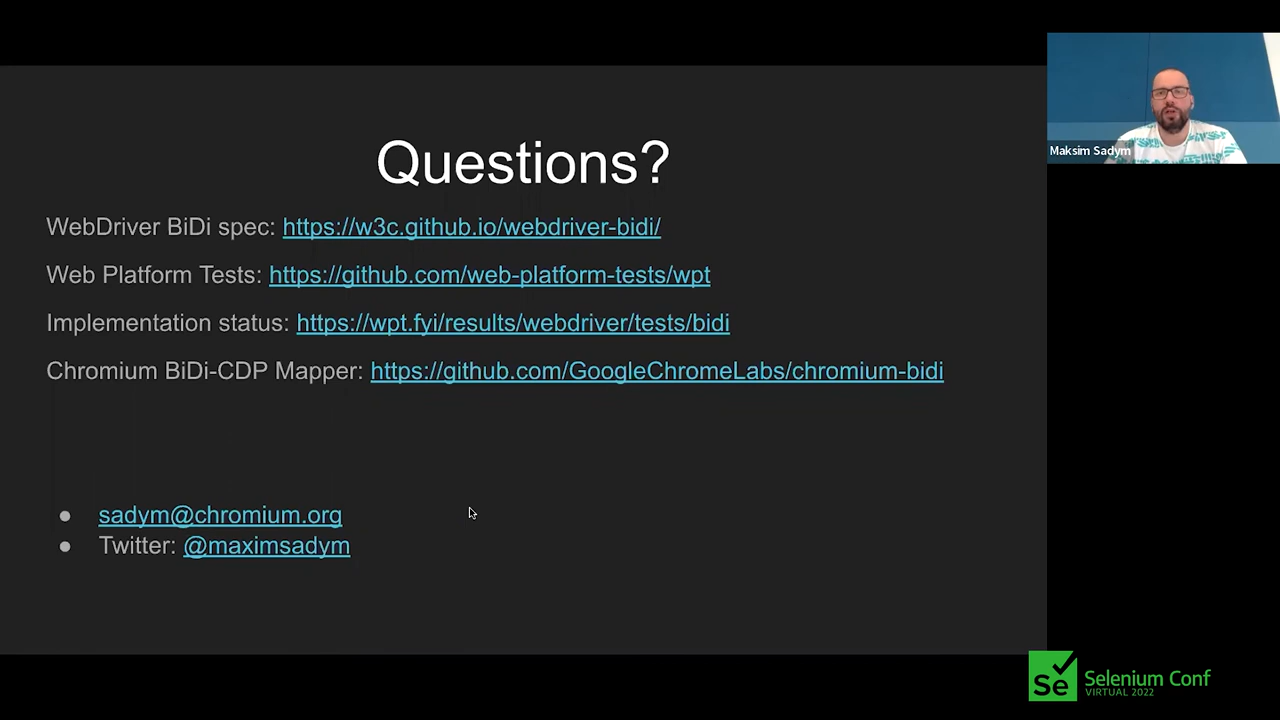 Questions?
WebDriver BiDi spec: https://w3c.github.io/webdriver-bidi/
Web Platform Tests: https://github.com/web-platform-tests/wpt
Implementation status: https://wpt.fyi/results/webdriver/tests/bidi
Chromium BiDi-CDP Mapper: https://github.com/GoogleChromeLabs/chromium-bidi
● sadym@chromium.org
● Twitter: @maximsadym
Maksim Sadym
Se Selenium Conf
VIRTUAL 2022